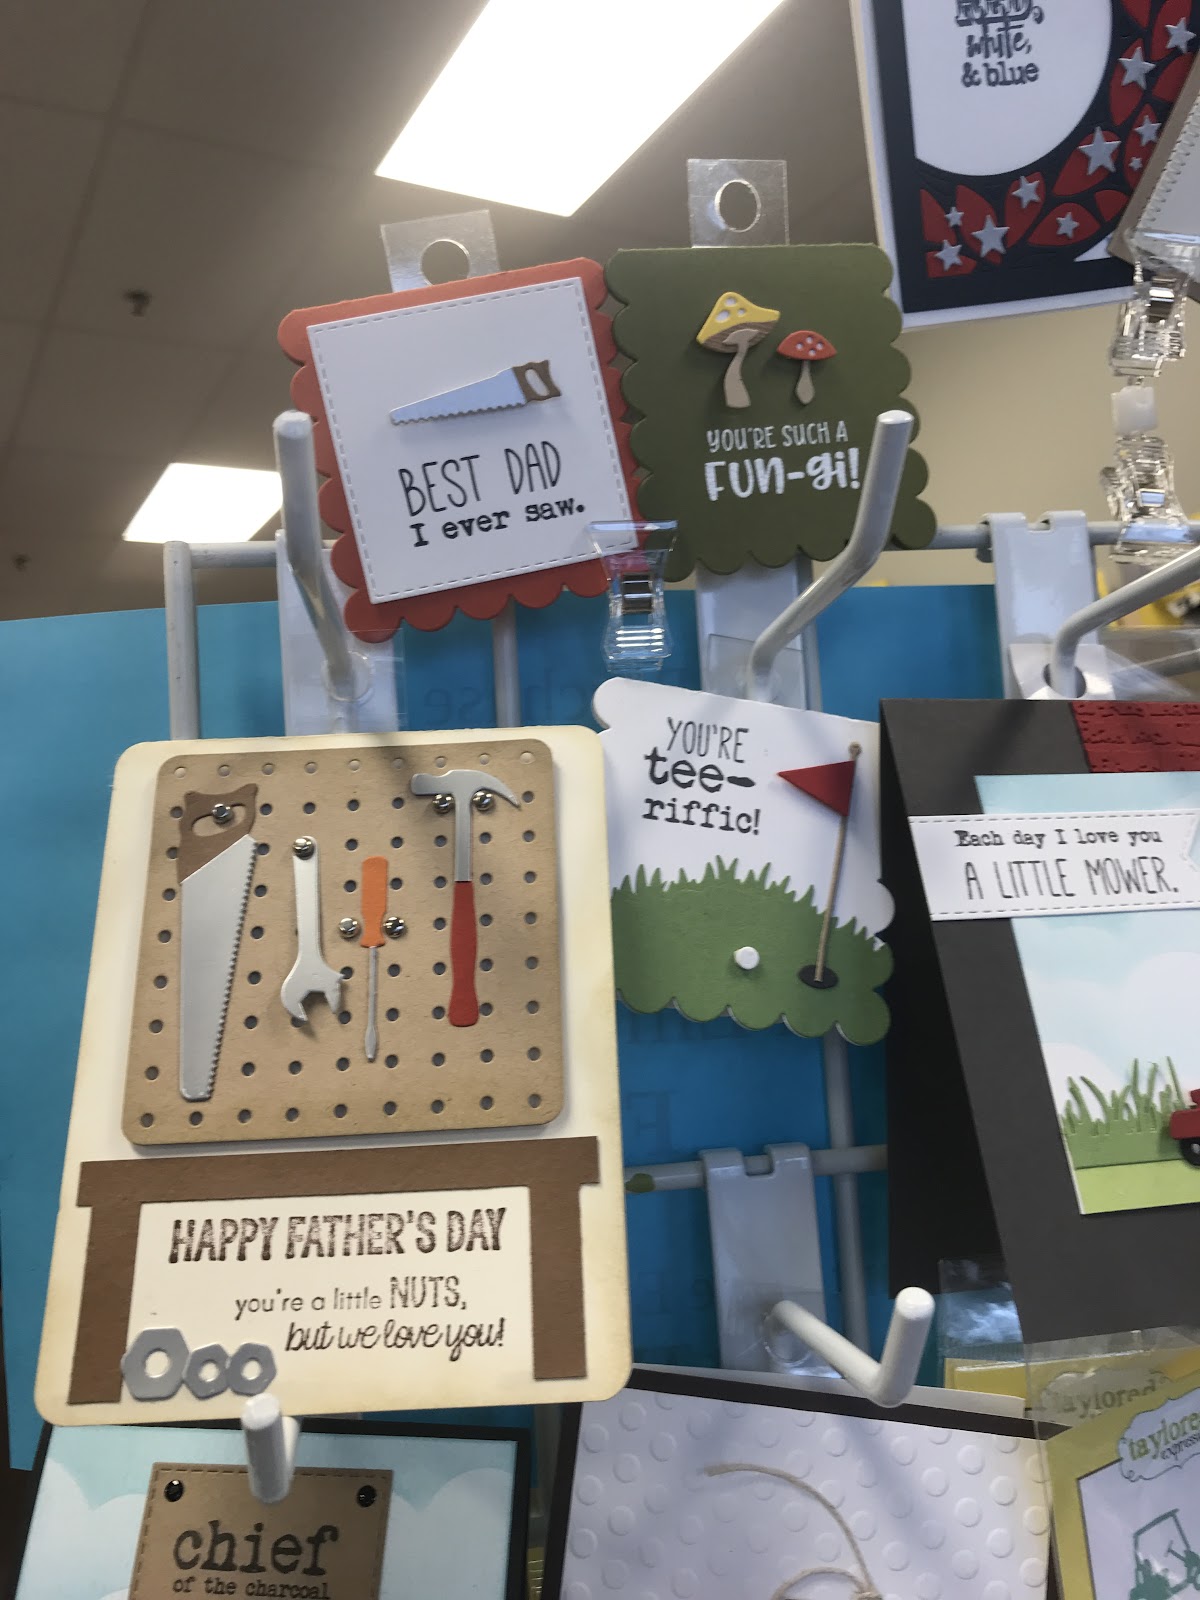 RED,
white,
& blue
BEST DAD
I ever saw.
YOU'RE SUCH A
FUN-gi!
YOU'RE
tee-
riffic!
Each day I love you
A LITTLE MOWER.
HAPPY FATHER'S DAY
you're a little NUTS,
but we love you!
chief
of the charcoal
taylored
taylored
expressions